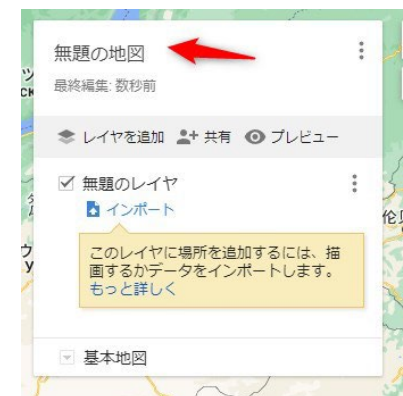 無題の地図
最終編集: 数秒前
レイヤを追加 共有 プレビュー
無題のレイヤ
インポート
このレイヤに場所を追加するには、描
画するかデータをインポートします。
もっと詳しく
基本地図